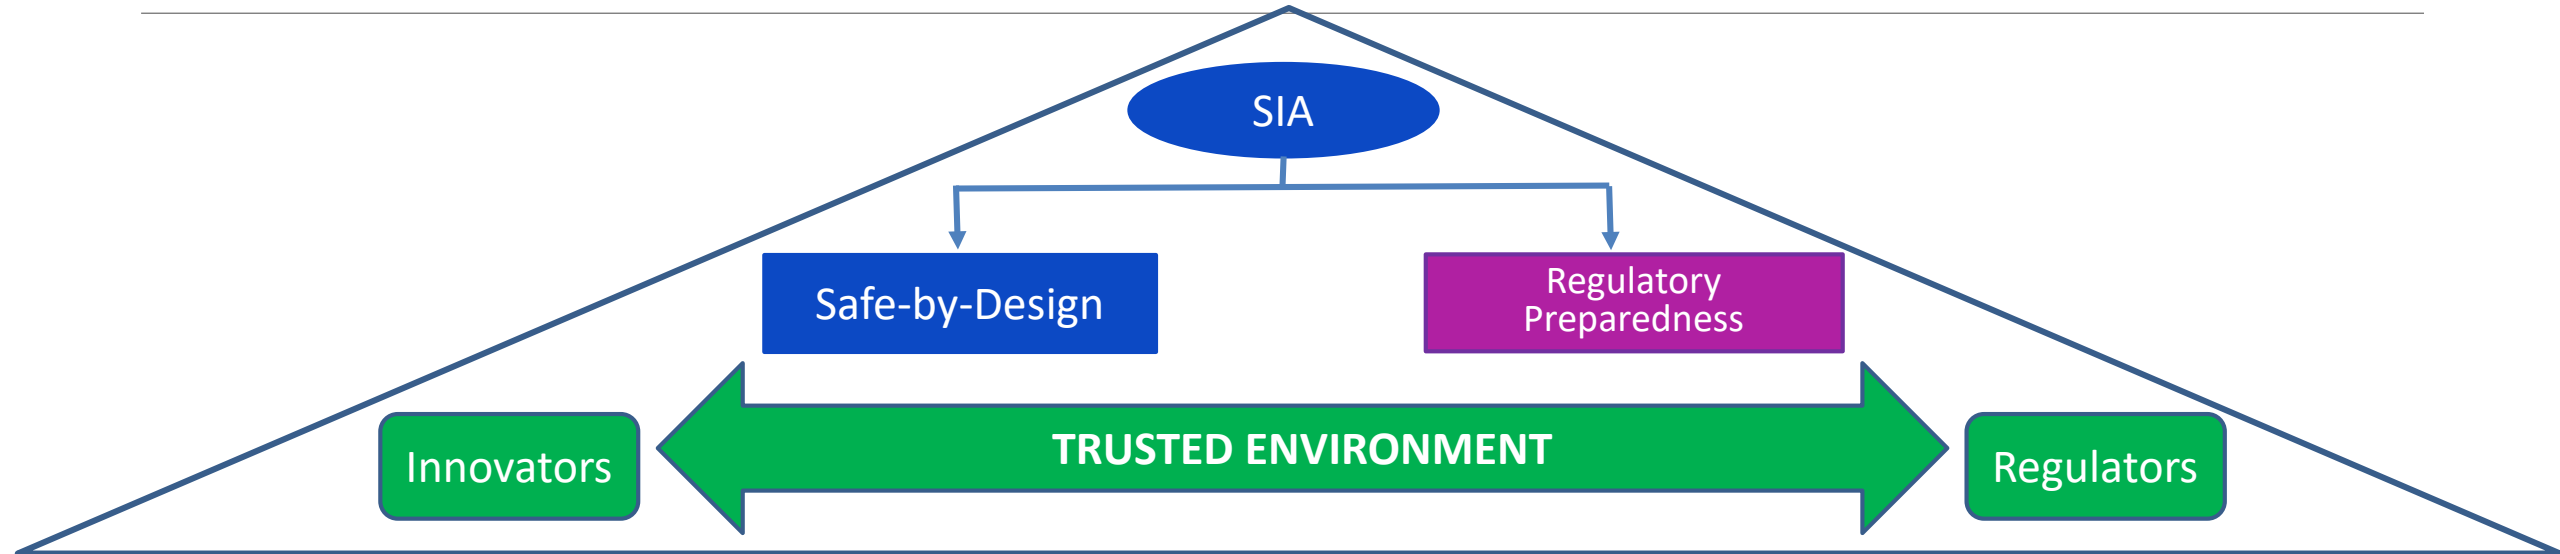 SIA
Safe-by-Design
Regulatory
Preparedness
Innovators
TRUSTED ENVIRONMENT
Regulators